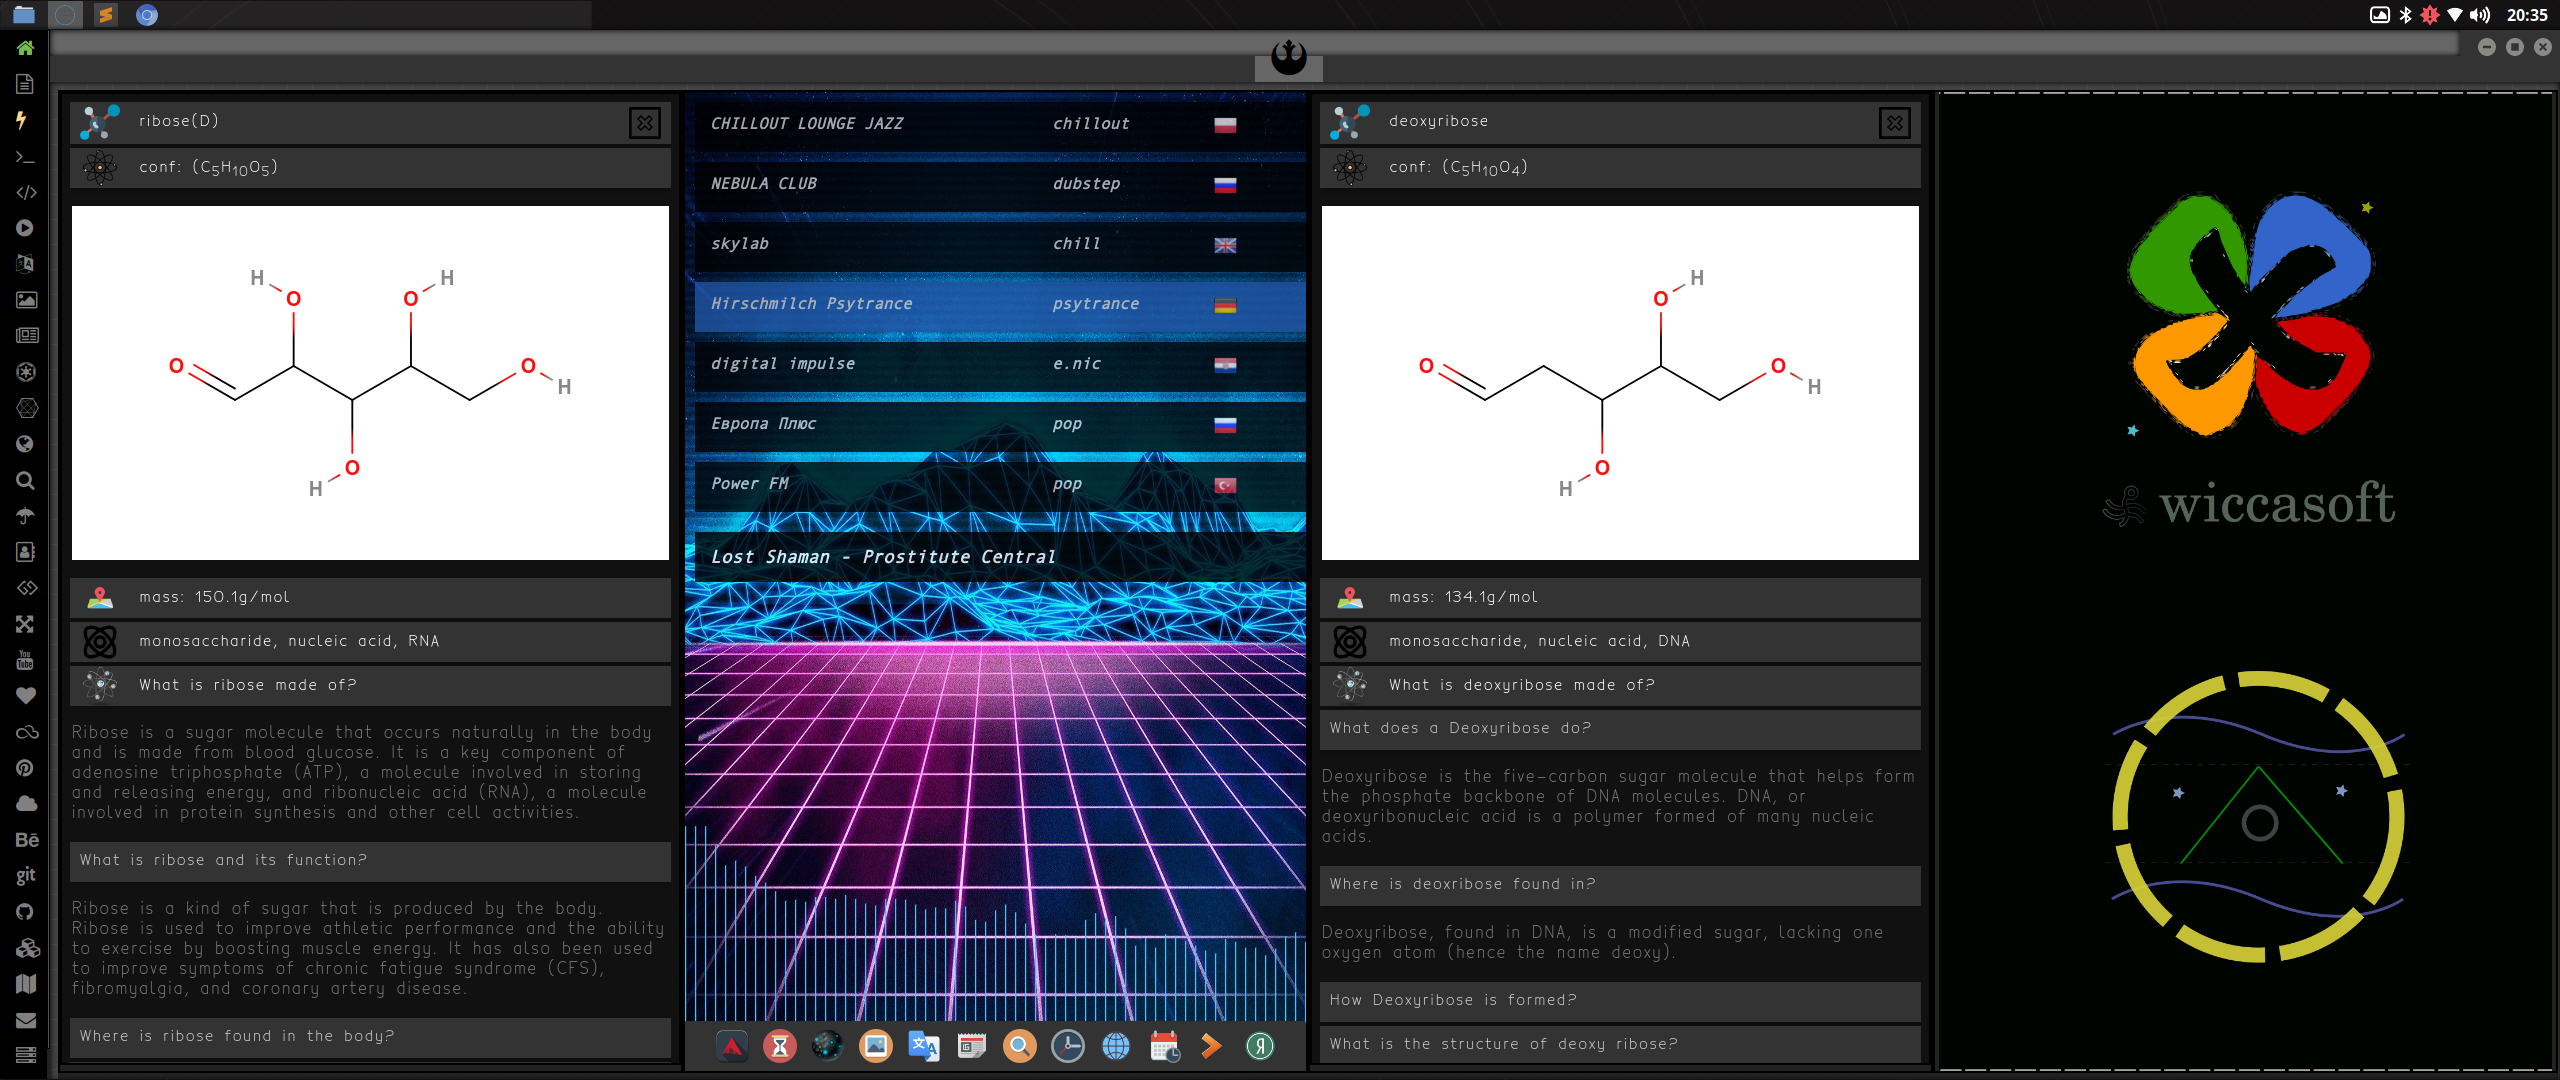 20:35
ribose(D)
conf: (C5H10O5)
H
H
O
O
O
O
H
O
H
mass: 150.1g/mol
monosaccharide, nucleic acid, RNA
What is ribose made of?
Ribose is a sugar molecule that occurs naturally in the body
and is made from blood glucose. It is a key component of
adenosine triphosphate (ATP), a molecule involved in storing
and releasing energy, and ribonucleic acid (RNA), a molecule
involved in protein synthesis and other cell activities.
What is ribose and its function?
Ribose is a kind of sugar that is produced by the body.
Ribose is used to improve athletic performance and the ability
to exercise by boosting muscle energy. It has also been used
to improve symptoms of chronic fatigue syndrome (CFS),
fibromyalgia, and coronary artery disease.
Where is ribose found in the body?
CHILLOUT LOUNGE JAZZ chillout
NEBULA CLUB dubstep
skylab chill
Hirschmilch Psytrance psytrance
digital impulse e.nic
Европа Плюс pop
Power FM pop
Lost Shaman - Prostitute Central
deoxyribose
conf: (C5H10O4)
H
O
O
O
H
O
H
mass: 134.1g/mol
monosaccharide, nucleic acid, DNA
What is deoxyribose made of?
What does a Deoxyribose do?
Deoxyribose is the five-carbon sugar molecule that helps form
the phosphate backbone of DNA molecules. DNA, or
deoxyribonucleic acid is a polymer formed of many nucleic
acids.
Where is deoxribose found in?
Deoxyribose, found in DNA, is a modified sugar, lacking one
oxygen atom (hence the name deoxy).
How Deoxyribose is formed?
What is the structure of deoxy ribose?
wiccasoft
You
Tube
Bē
git
文A
Я